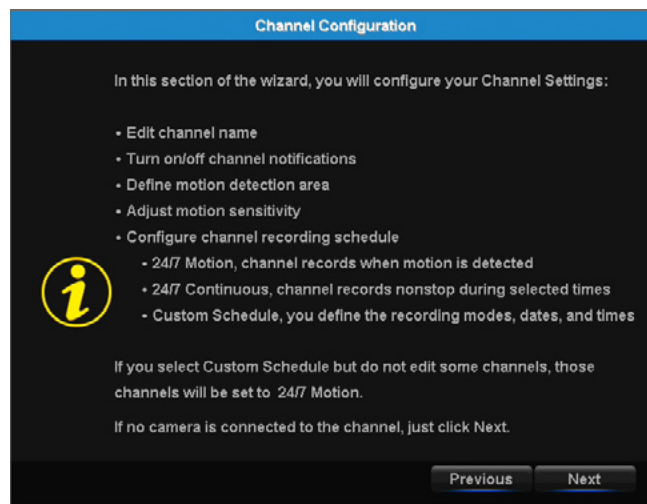 Channel Configuration
In this section of the wizard, you will configure your Channel Settings:
• Edit channel name
• Turn on/off channel notifications
• Define motion detection area
• Adjust motion sensitivity
• Configure channel recording schedule
- 24/7 Motion, channel records when motion is detected
• 24/7 Continuous, channel records nonstop during selected times
- Custom Schedule, you define the recording modes, dates, and times
If you select Custom Schedule but do not edit some channels, those
channels will be set to 24/7 Motion.
If no camera is connected to the channel, just click Next.
Previous Next